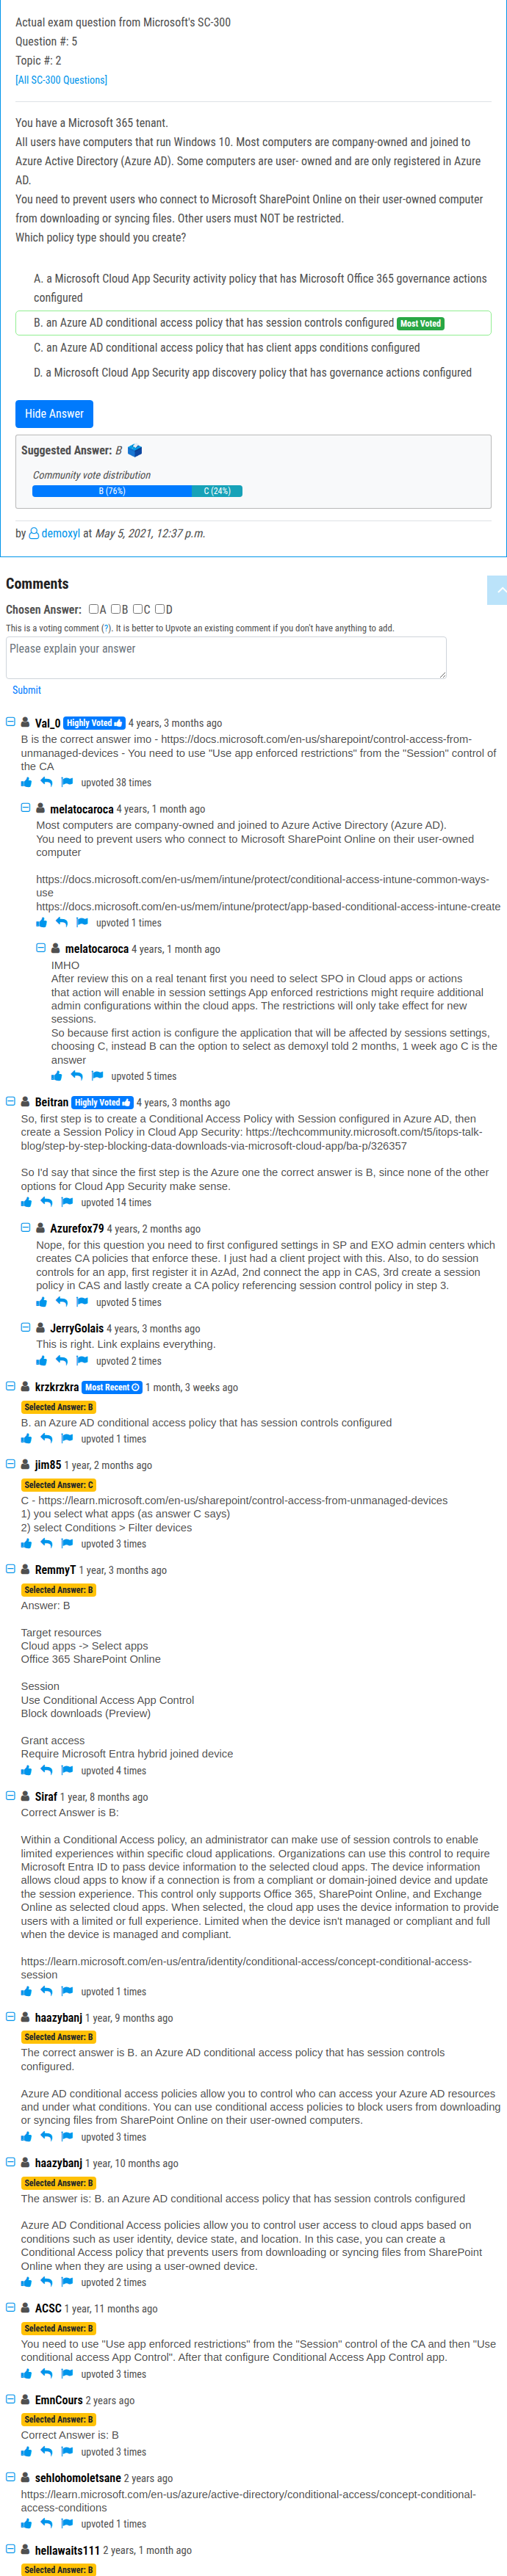 Actual exam question from Microsoft's SC-300
Question #: 5
Topic #: 2
[All SC-300 Questions]
You have a Microsoft 365 tenant.
All users have computers that run Windows 10. Most computers are company-owned and joined to
Azure Active Directory (Azure AD). Some computers are user- owned and are only registered in Azure
AD.
You need to prevent users who connect to Microsoft SharePoint Online on their user-owned computer
from downloading or syncing files. Other users must NOT be restricted.
Which policy type should you create?
A. a Microsoft Cloud App Security activity policy that has Microsoft Office 365 governance actions
configured
B. an Azure AD conditional access policy that has session controls configured Most Voted
C. an Azure AD conditional access policy that has client apps conditions configured
D. a Microsoft Cloud App Security app discovery policy that has governance actions configured
Hide Answer
Suggested Answer: B
Community vote distribution
B (76%) C (24%)
by demoxyl at May 5, 2021, 12:37 p.m.
Comments
Chosen Answer: A B C D
This is a voting comment (?). It is better to Upvote an existing comment if you don't have anything to add.
Please explain your answer
Submit
Val_0 Highly Voted 4 years, 3 months ago
B is the correct answer imo - https://docs.microsoft.com/en-us/sharepoint/control-access-from-
unmanaged-devices - You need to use "Use app enforced restrictions" from the "Session" control of
the CA
upvoted 38 times
melatocaroca 4 years, 1 month ago
Most computers are company-owned and joined to Azure Active Directory (Azure AD).
You need to prevent users who connect to Microsoft SharePoint Online on their user-owned
computer
https://docs.microsoft.com/en-us/mem/intune/protect/conditional-access-intune-common-ways-
use
https://docs.microsoft.com/en-us/mem/intune/protect/app-based-conditional-access-intune-create
upvoted 1 times
melatocaroca 4 years, 1 month ago
IMHO
After review this on a real tenant first you need to select SPO in Cloud apps or actions
that action will enable in session settings App enforced restrictions might require additional
admin configurations within the cloud apps. The restrictions will only take effect for new
sessions.
So because first action is configure the application that will be affected by sessions settings,
choosing C, instead B can the option to select as demoxyl told 2 months, 1 week ago C is the
answer
upvoted 5 times
Beitran Highly Voted 4 years, 3 months ago
So, first step is to create a Conditional Access Policy with Session configured in Azure AD, then
create a Session Policy in Cloud App Security: https://techcommunity.microsoft.com/t5/itops-talk-
blog/step-by-step-blocking-data-downloads-via-microsoft-cloud-app/ba-p/326357
So I'd say that since the first step is the Azure one the correct answer is B, since none of the other
options for Cloud App Security make sense.
upvoted 14 times
Azurefox79 4 years, 2 months ago
Nope, for this question you need to first configured settings in SP and EXO admin centers which
creates CA policies that enforce these. I just had a client project with this. Also, to do session
controls for an app, first register it in AzAd, 2nd connect the app in CAS, 3rd create a session
policy in CAS and lastly create a CA policy referencing session control policy in step 3.
upvoted 5 times
JerryGolais 4 years, 3 months ago
This is right. Link explains everything.
upvoted 2 times
krzkrzkra Most Recent 1 month, 3 weeks ago
Selected Answer: B
B. an Azure AD conditional access policy that has session controls configured
upvoted 1 times
jim85 1 year, 2 months ago
Selected Answer: C
C - https://learn.microsoft.com/en-us/sharepoint/control-access-from-unmanaged-devices
1) you select what apps (as answer C says)
2) select Conditions > Filter devices
upvoted 3 times
RemmyT 1 year, 3 months ago
Selected Answer: B
Answer: B
Target resources
Cloud apps -> Select apps
Office 365 SharePoint Online
Session
Use Conditional Access App Control
Block downloads (Preview)
Grant access
Require Microsoft Entra hybrid joined device
upvoted 4 times
Siraf 1 year, 8 months ago
Correct Answer is B:
Within a Conditional Access policy, an administrator can make use of session controls to enable
limited experiences within specific cloud applications. Organizations can use this control to require
Microsoft Entra ID to pass device information to the selected cloud apps. The device information
allows cloud apps to know if a connection is from a compliant or domain-joined device and update
the session experience. This control only supports Office 365, SharePoint Online, and Exchange
Online as selected cloud apps. When selected, the cloud app uses the device information to provide
users with a limited or full experience. Limited when the device isn't managed or compliant and full
when the device is managed and compliant.
https://learn.microsoft.com/en-us/entra/identity/conditional-access/concept-conditional-access-
session
upvoted 1 times
haazybanj 1 year, 9 months ago
Selected Answer: B
The correct answer is B. an Azure AD conditional access policy that has session controls
configured.
Azure AD conditional access policies allow you to control who can access your Azure AD resources
and under what conditions. You can use conditional access policies to block users from downloading
or syncing files from SharePoint Online on their user-owned computers.
upvoted 3 times
haazybanj 1 year, 10 months ago
Selected Answer: B
The answer is: B. an Azure AD conditional access policy that has session controls configured
Azure AD Conditional Access policies allow you to control user access to cloud apps based on
conditions such as user identity, device state, and location. In this case, you can create a
Conditional Access policy that prevents users from downloading or syncing files from SharePoint
Online when they are using a user-owned device.
upvoted 2 times
ACSC 1 year, 11 months ago
Selected Answer: B
You need to use "Use app enforced restrictions" from the "Session" control of the CA and then "Use
conditional access App Control". After that configure Conditional Access App Control app.
upvoted 3 times
EmnCours 2 years ago
Selected Answer: B
Correct Answer is: B
upvoted 3 times
sehlohomoletsane 2 years ago
https://learn.microsoft.com/en-us/azure/active-directory/conditional-access/concept-conditional-
access-conditions
upvoted 1 times
hellawaits111 2 years, 1 month ago
Selected Answer: B